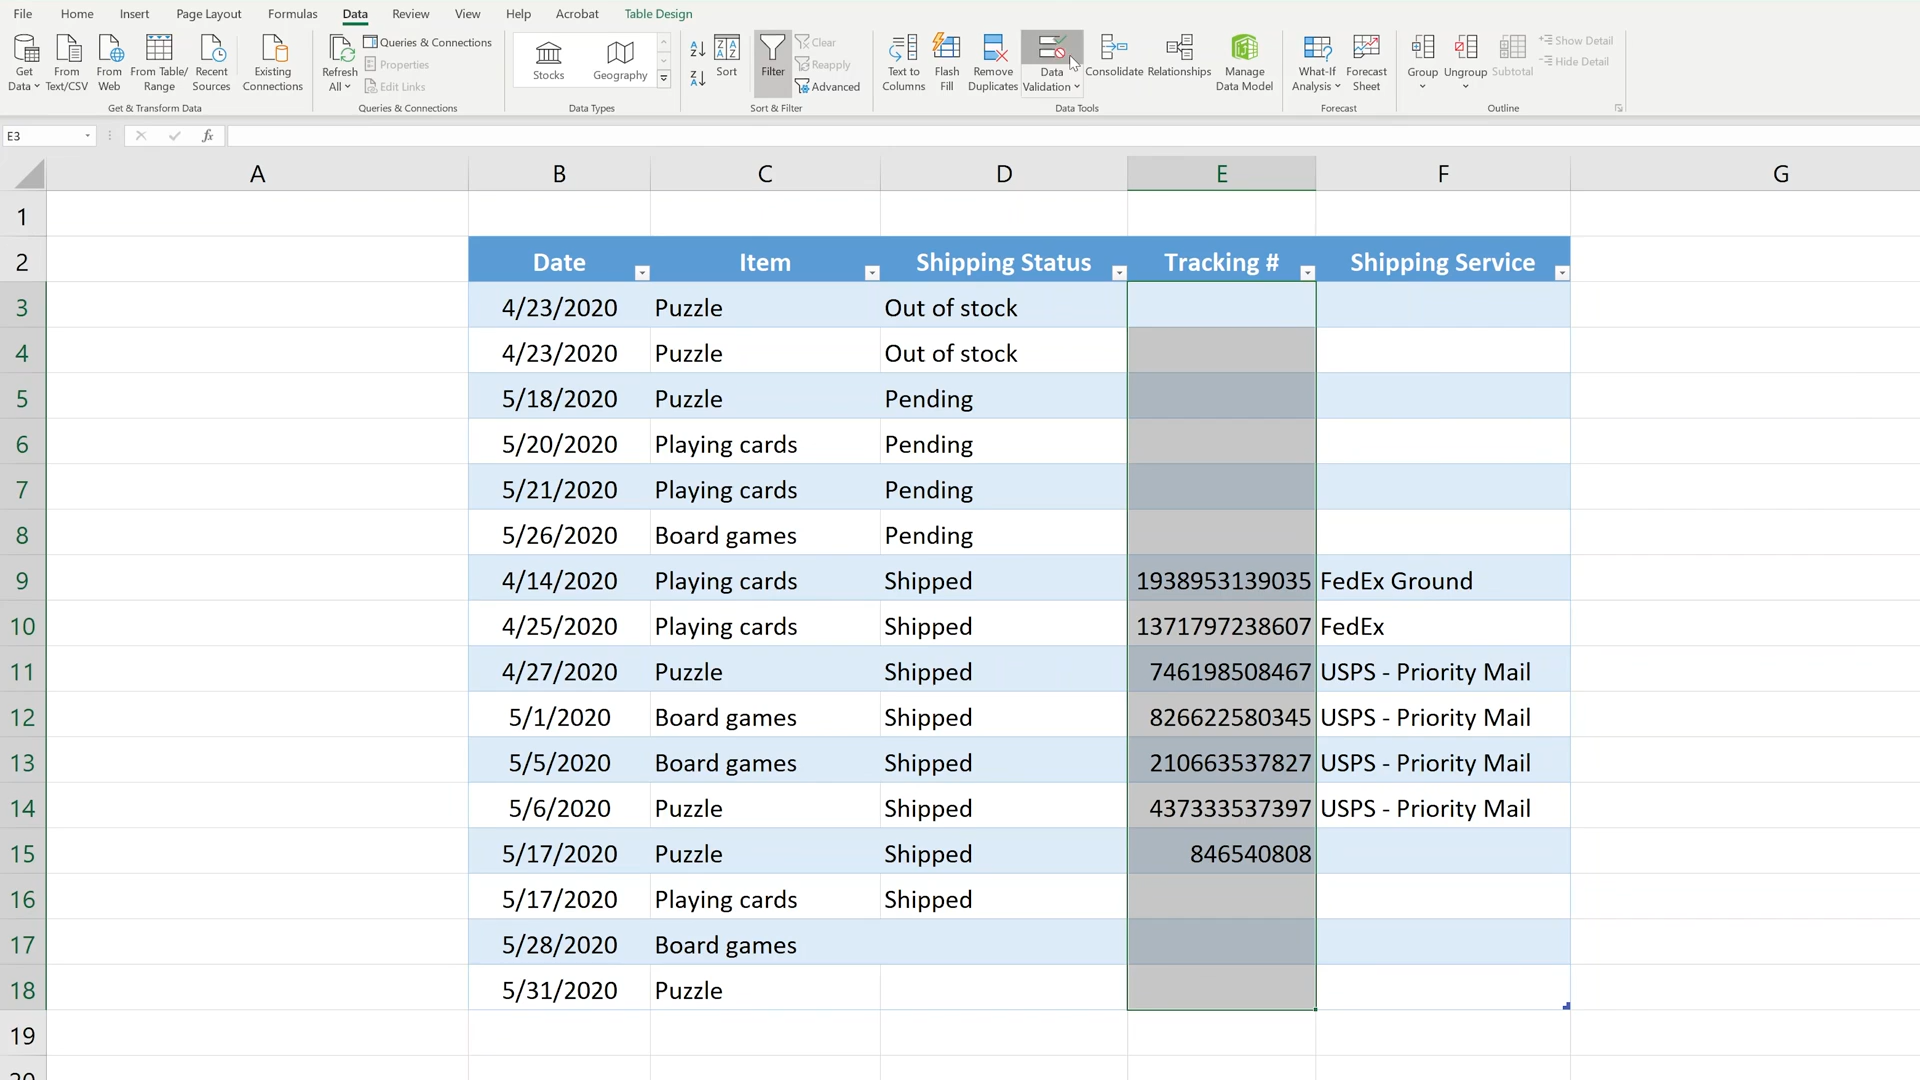 File Home Insert Page Layout Formulas Data Review View Help Acrobat Table Design
Get Data From Text/CSV From Web From Table/ Range Recent Sources Existing Connections
Get & Transform Data
Refresh All Queries & Connections
Properties
Edit Links
Queries & Connections
Stocks Geography
Data Types
Sort Filter Clear
Reapply
Advanced
Sort & Filter
Text to Columns Flash Fill Remove Duplicates Data Validation Consolidate Relationships Manage Data Model
Data Tools
What-If Analysis Forecast Sheet
Forecast
Group Ungroup Subtotal Show Detail
Hide Detail
Outline
E3 fx
A B C D E F G
1
2 Date Item Shipping Status Tracking # Shipping Service
3 4/23/2020 Puzzle Out of stock
4 4/23/2020 Puzzle Out of stock
5 5/18/2020 Puzzle Pending
6 5/20/2020 Playing cards Pending
7 5/21/2020 Playing cards Pending
8 5/26/2020 Board games Pending
9 4/14/2020 Playing cards Shipped 1938953139035 FedEx Ground
10 4/25/2020 Playing cards Shipped 1371797238607 FedEx
11 4/27/2020 Puzzle Shipped 746198508467 USPS - Priority Mail
12 5/1/2020 Board games Shipped 826622580345 USPS - Priority Mail
13 5/5/2020 Board games Shipped 210663537827 USPS - Priority Mail
14 5/6/2020 Puzzle Shipped 437333537397 USPS - Priority Mail
15 5/17/2020 Puzzle Shipped 846540808
16 5/17/2020 Playing cards Shipped
17 5/28/2020 Board games
18 5/31/2020 Puzzle
19
20